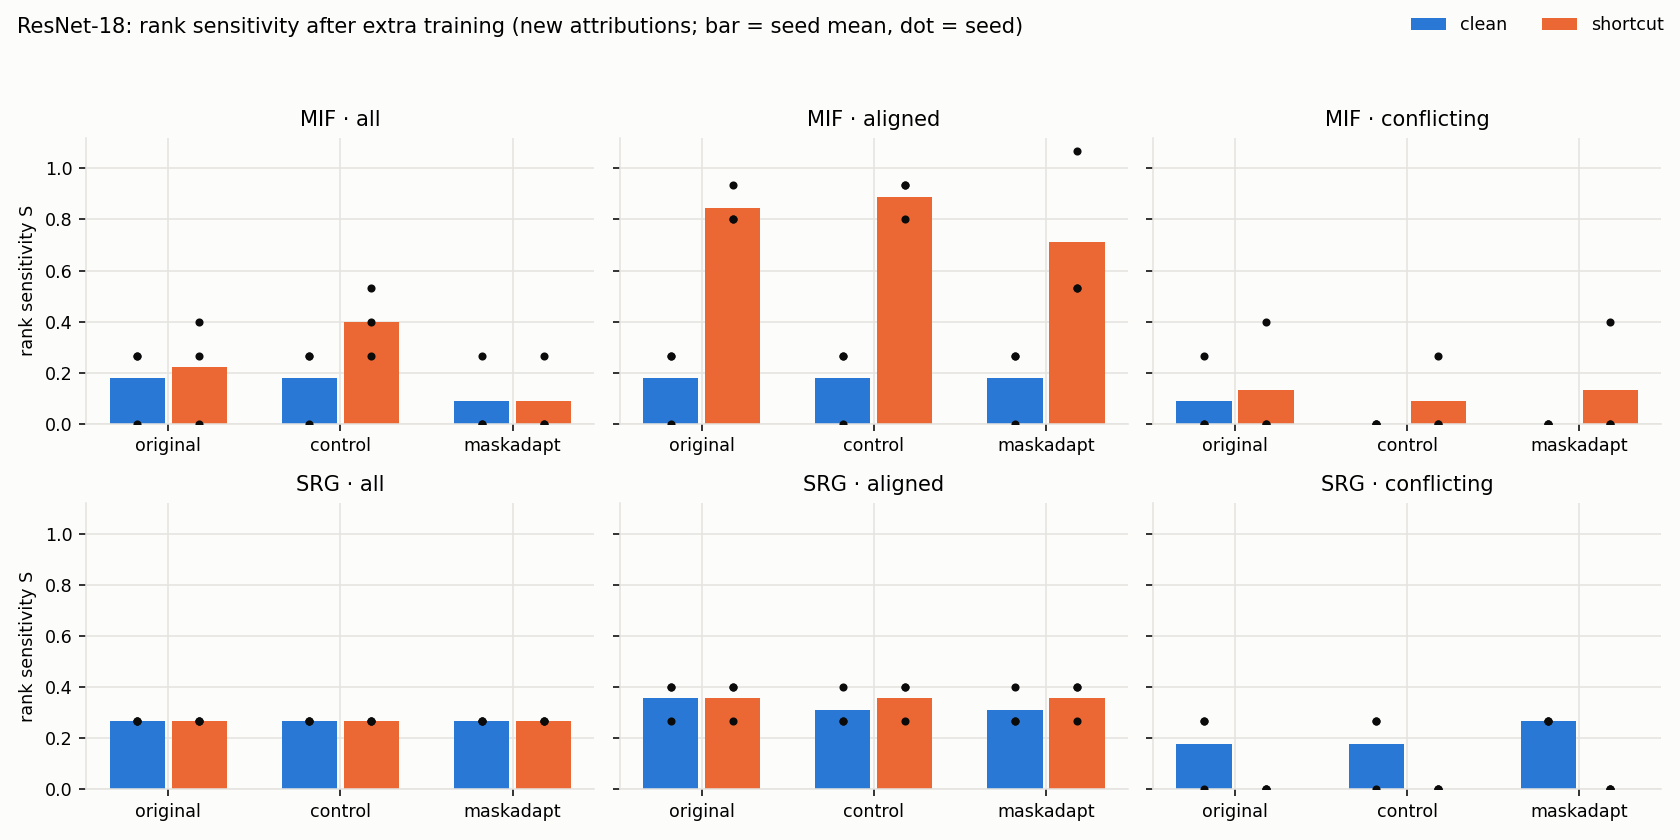 ResNet-18: rank sensitivity after extra training (new attributions; bar = seed mean, dot = seed)
clean
shortcut
MIF · all
MIF · aligned
MIF · conflicting
rank sensitivity S
1.0
0.8
0.6
0.4
0.2
0.0
original
control
maskadapt
original
control
maskadapt
original
control
maskadapt
SRG · all
SRG · aligned
SRG · conflicting
rank sensitivity S
1.0
0.8
0.6
0.4
0.2
0.0
original
control
maskadapt
original
control
maskadapt
original
control
maskadapt